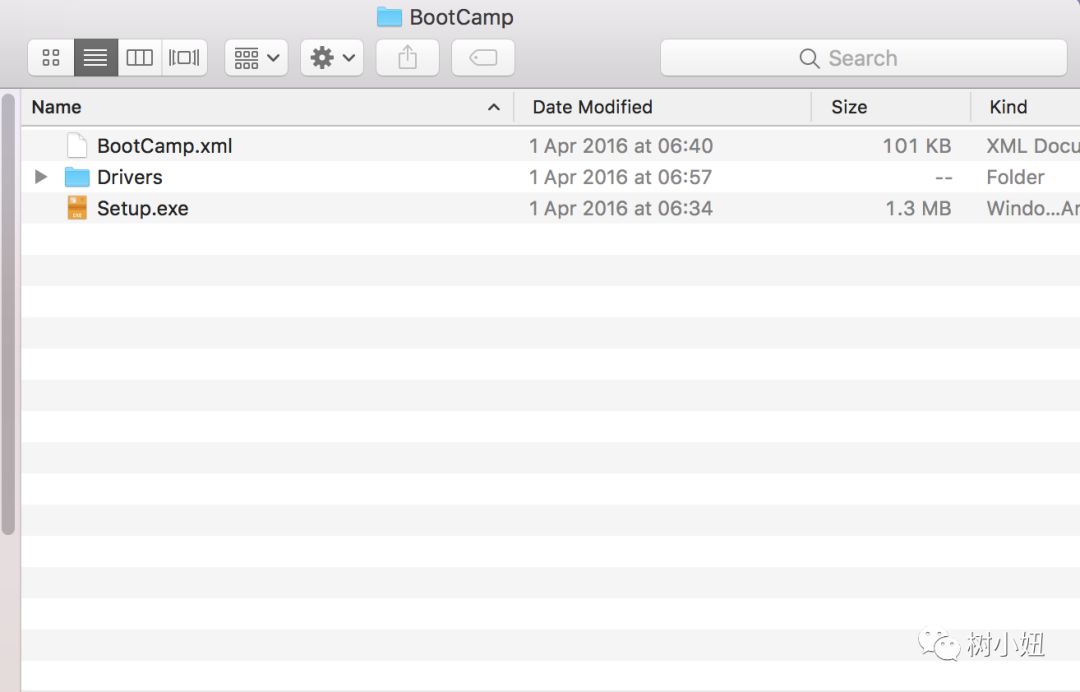 BootCamp
Search
Name Date Modified Size Kind
BootCamp.xml 1 Apr 2016 at 06:40 101 KB XML Docu
Drivers 1 Apr 2016 at 06:57 -- Folder
Setup.exe 1 Apr 2016 at 06:34 1.3 MB Windo...Ar
树小妞